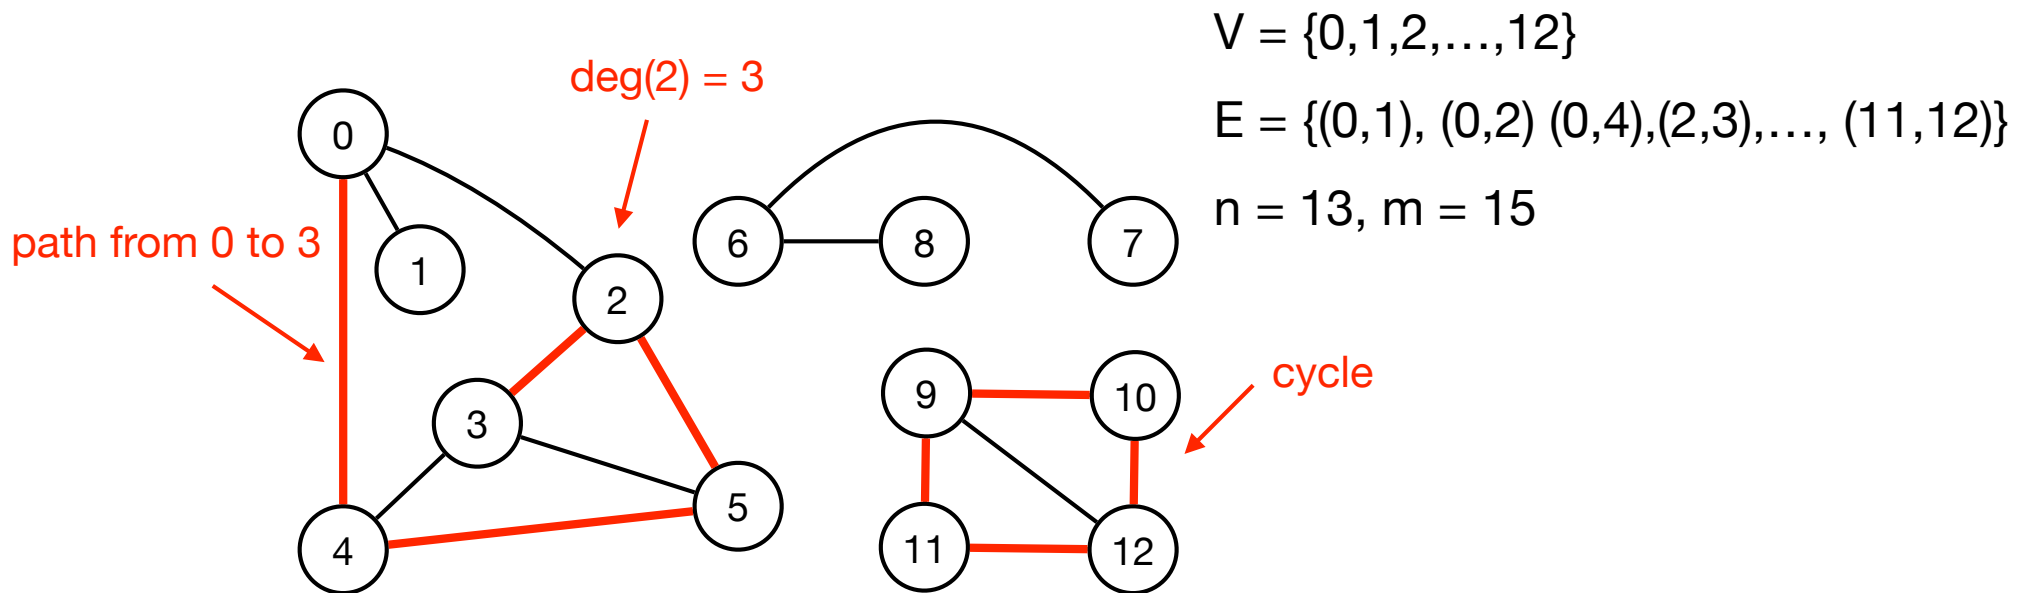 V = {0,1,2,…,12}
deg(2) = 3
E = {(0,1), (0,2) (0,4),(2,3),…, (11,12)}
0
n = 13, m = 15
path from 0 to 3
6
8
7
1
2
cycle
9
10
3
5
4
11
12